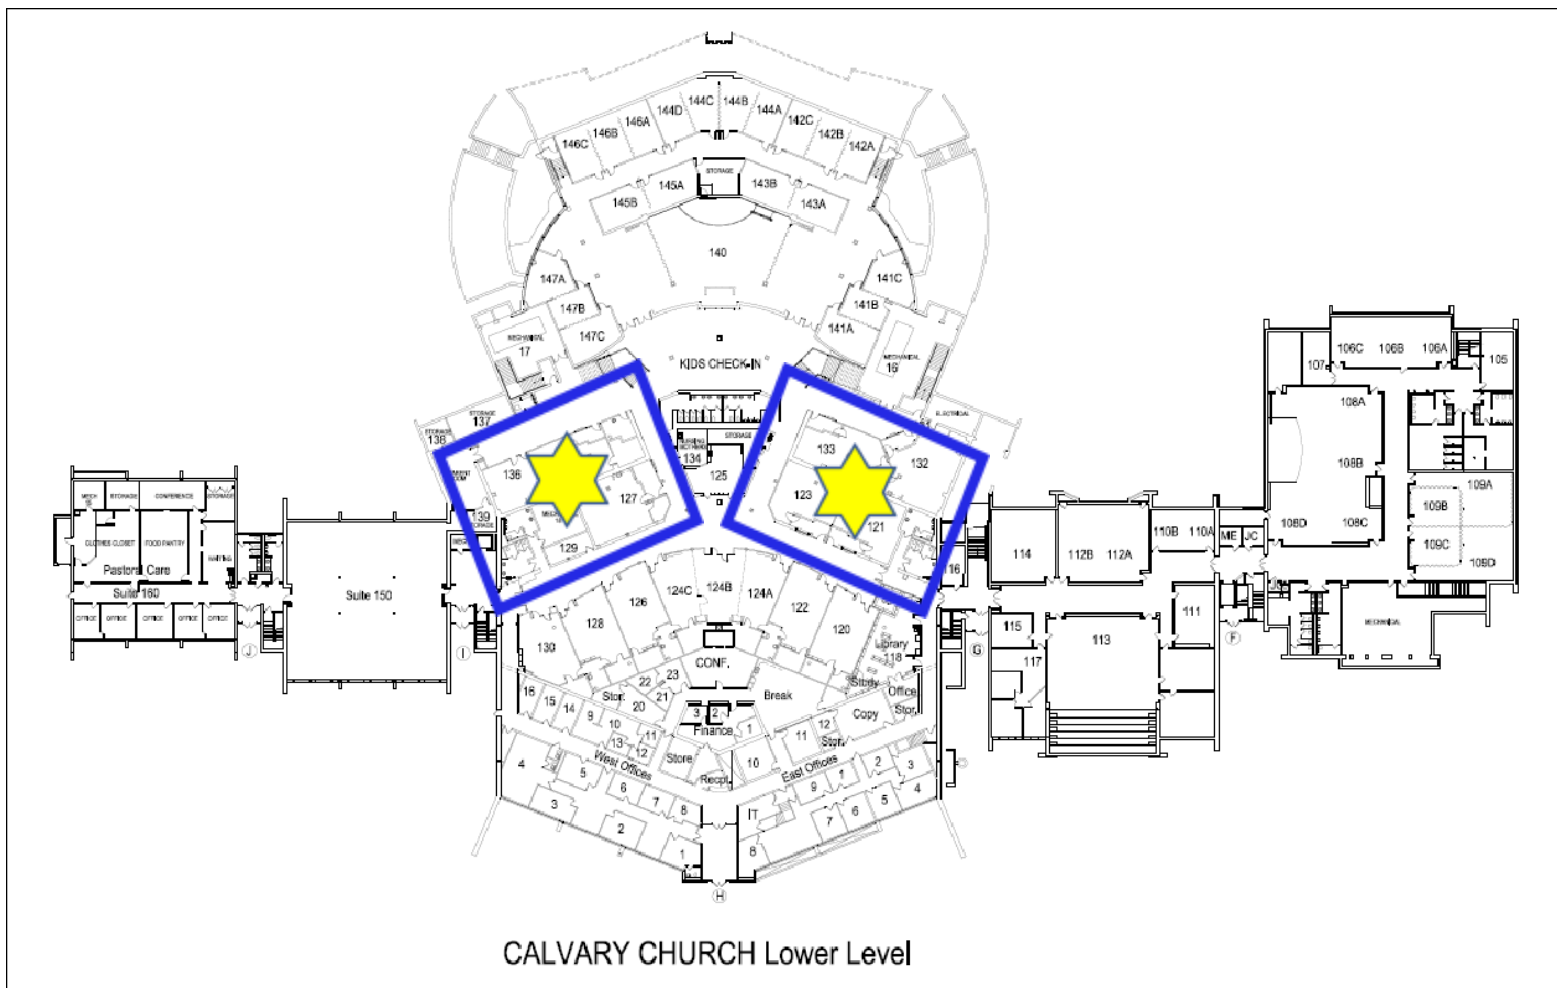 144C 144B
144D 144A
146A 142C
146B 142B
146C 142A
STORAGE
145A 143B
145B 143A
140
147A 141C
147B 141B
147C 141A
MECHANICAL
17
MECHANICAL
16
KIDS CHECK-IN
STORAGE
137
STORAGE
138
ELECTRICAL
STORAGE
134
125
136
127
129
139
STORAGE
133
132
123
121
116
106C 106B 106A
107
105
108A
108B
108C
108D
109A
109B
109C
109D
110B 110A
ME JC
114
112B 112A
111
113
115
117
MECHANICAL
F
G
MECH
STORAGE
CONFERENCE
STORAGE
CLOTHES CLOSET
FOOD PANTRY
WAITING
Pastoral Care
Suite 160
OFFICE OFFICE OFFICE OFFICE OFFICE
J
Suite 150
I
124C 124B 124A
126 122
128 120
130
Library
118
Study
CONF.
Break
Office
Stor.
Copy
23
22
21
20
Stor.
16
15
14
9
10
11
13
12
3 2
Finance
1
12
11
Stor.
10
Store
Recpt.
West Offices
East Offices
4
5
6
7
8
3
2
1
IT
9
1
2
3
4
5
6
7
8
H
CALVARY CHURCH Lower Level